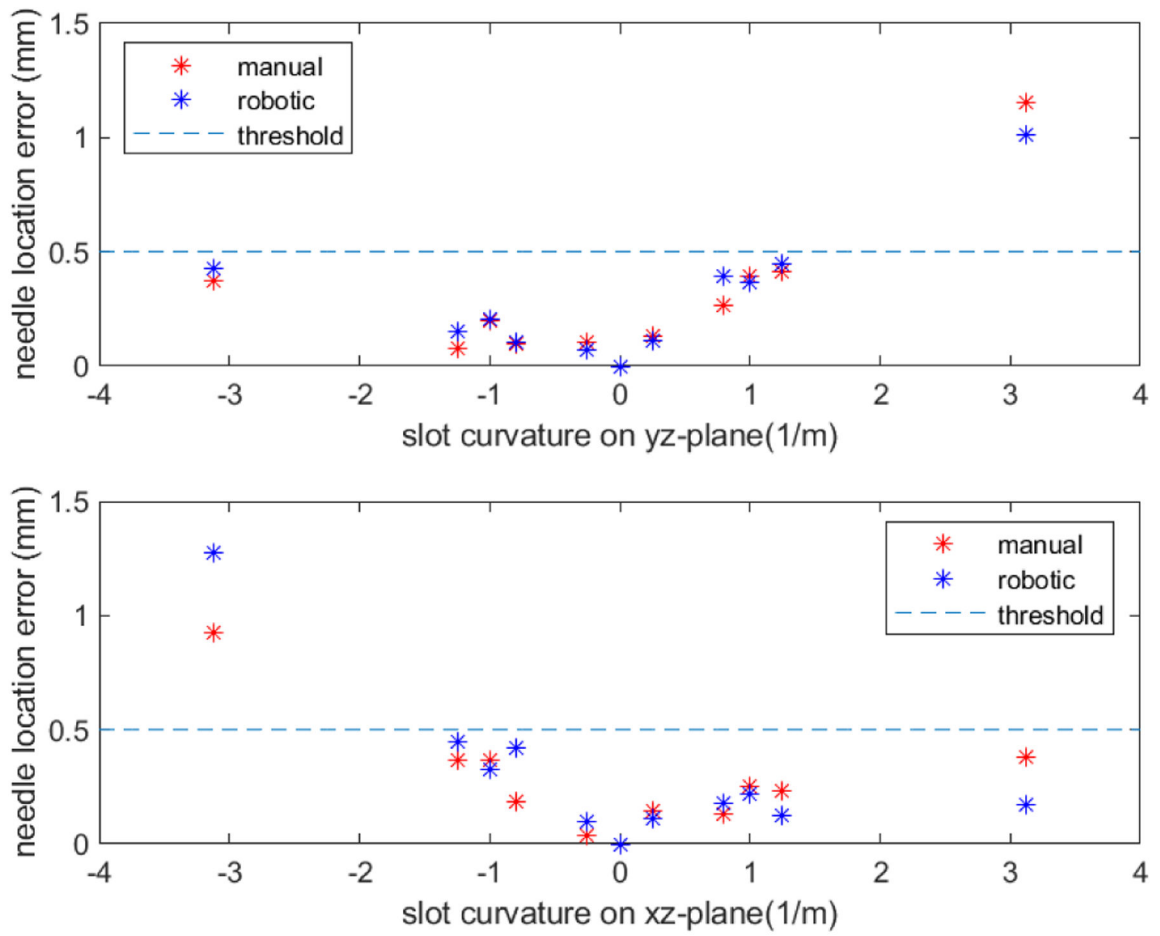 needle location error (mm)
1.5
1
0.5
0
manual
robotic
threshold
-4 -3 -2 -1 0 1 2 3 4
slot curvature on yz-plane(1/m)
needle location error (mm)
1.5
1
0.5
0
manual
robotic
threshold
-4 -3 -2 -1 0 1 2 3 4
slot curvature on xz-plane(1/m)